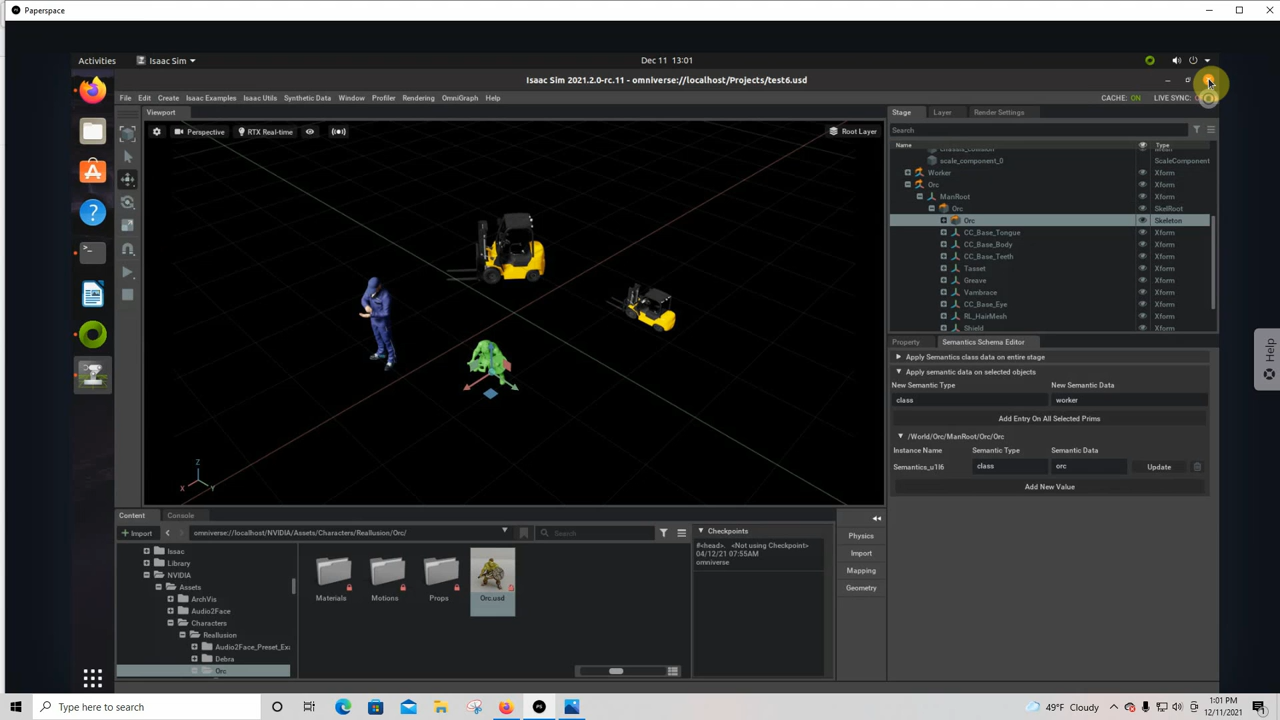 Paperspace
Activities Isaac Sim Dec 11 13:01
Isaac Sim 2021.2.0-rc.11 - omniverse://localhost/Projects/test6.usd
File Edit Create Isaac Examples Isaac Utils Synthetic Data Window Profiler Rendering OmniGraph Help CACHE: ON LIVE SYNC:
Viewport
Perspective RTX Real-time Root Layer
Stage Layer Render Settings
Search
Name Type
chassis_collision Mesh
scale_component_0 ScaleComponent
Worker Xform
Orc Xform
ManRoot Xform
Orc SkelRoot
Orc Skeleton
CC_Base_Tongue Xform
CC_Base_Body Xform
CC_Base_Teeth Xform
Tasset Xform
Greave Xform
Vambrace Xform
CC_Base_Eye Xform
RL_HairMesh Xform
Shield Xform
Property Semantics Schema Editor
Apply Semantics class data on entire stage
Apply semantic data on selected objects
New Semantic Type New Semantic Data
class worker
Add Entry On All Selected Prims
/World/Orc/ManRoot/Orc/Orc
Instance Name Semantic Type Semantic Data
Semantics_u1I6 class orc Update
Add New Value
Z
X Y
Content Console
Import omniverse://localhost/NVIDIA/Assets/Characters/Reallusion/Orc/ Search
Issac
Library
NVIDIA
Assets
ArchVis
Audio2Face
Characters
Reallusion
Audio2Face_Preset_Exa
Debra
Orc
Materials Motions Props Orc.usd
Checkpoints
#<head>. <Not using Checkpoint>
04/12/21 07:55AM
omniverse
Physics
Import
Mapping
Geometry
Help
Type here to search
49°F Cloudy
1:01 PM
12/11/2021